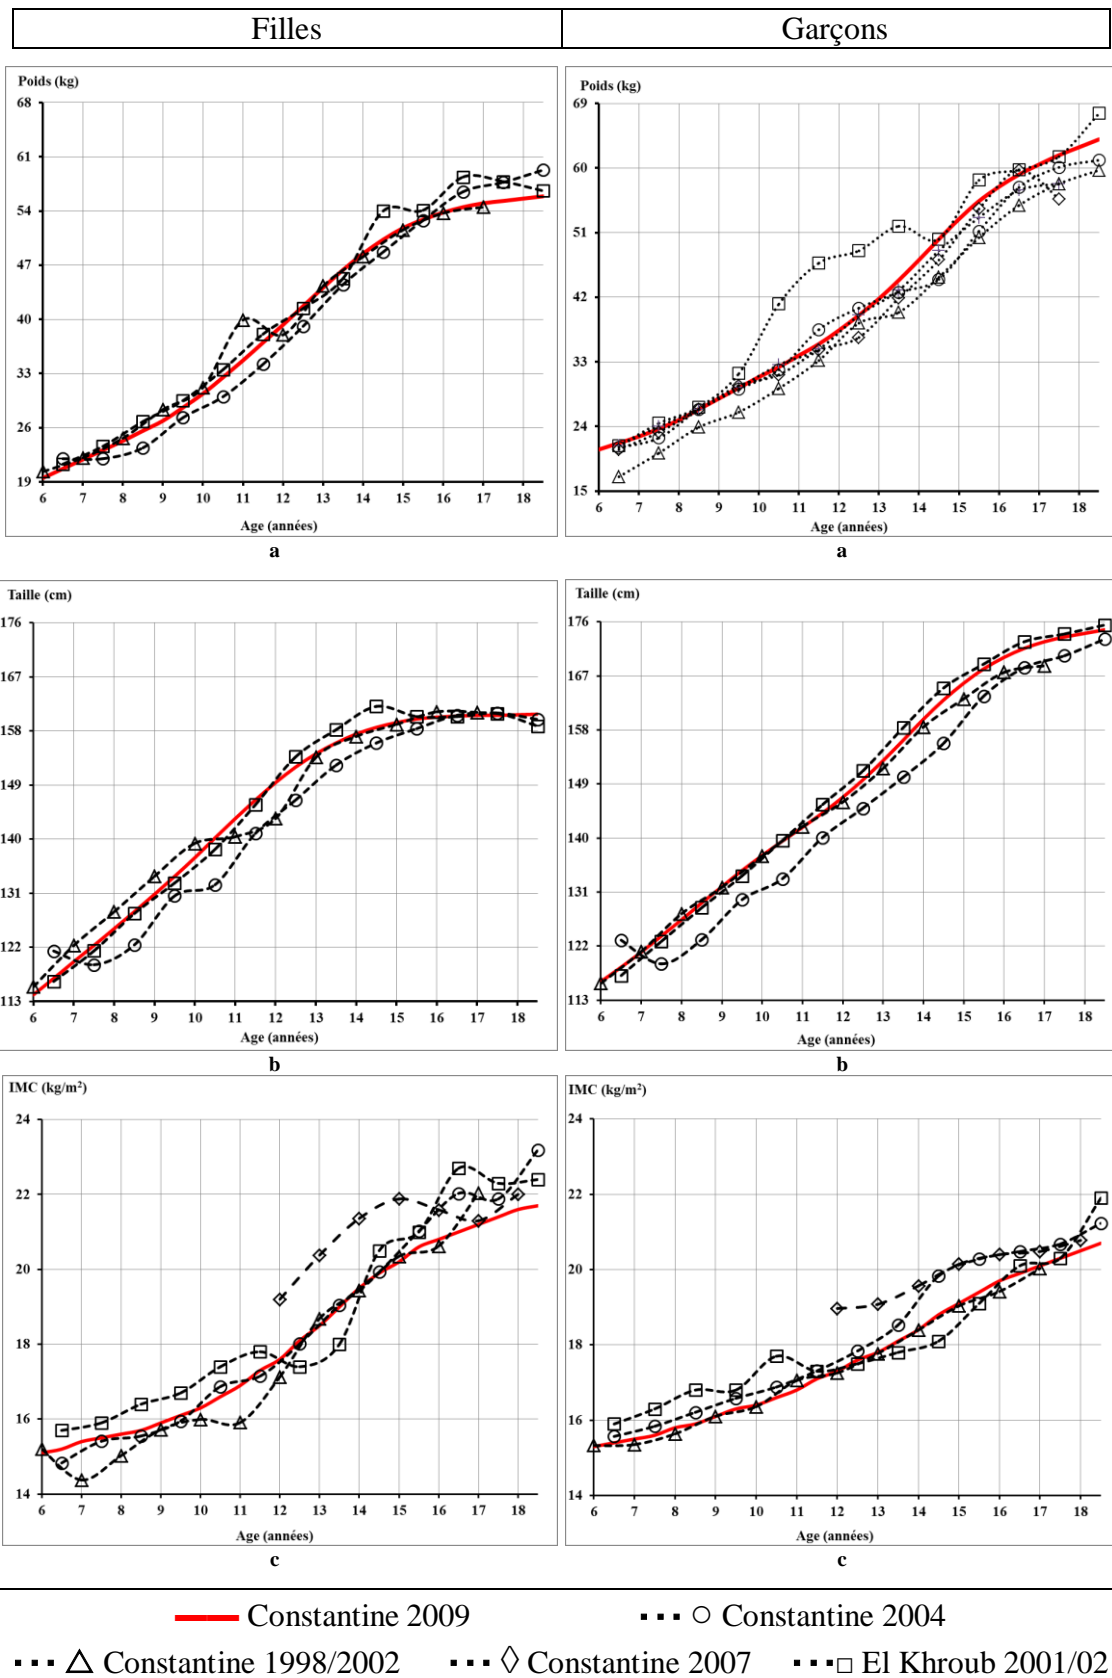 Filles Garçons
Poids (kg)
68
61
54
47
40
33
26
19
6 7 8 9 10 11 12 13 14 15 16 17 18
Age (années)
a
Poids (kg)
69
60
51
42
33
24
15
6 7 8 9 10 11 12 13 14 15 16 17 18
Age (années)
a
Taille (cm)
176
167
158
149
140
131
122
113
6 7 8 9 10 11 12 13 14 15 16 17 18
Age (années)
b
Taille (cm)
176
167
158
149
140
131
122
113
6 7 8 9 10 11 12 13 14 15 16 17 18
Age (années)
b
IMC (kg/m²)
24
22
20
18
16
14
6 7 8 9 10 11 12 13 14 15 16 17 18
Age (années)
c
IMC (kg/m²)
24
22
20
18
16
14
6 7 8 9 10 11 12 13 14 15 16 17 18
Age (années)
c
Constantine 2009 Constantine 2004
Constantine 1998/2002 Constantine 2007 El Khroub 2001/02